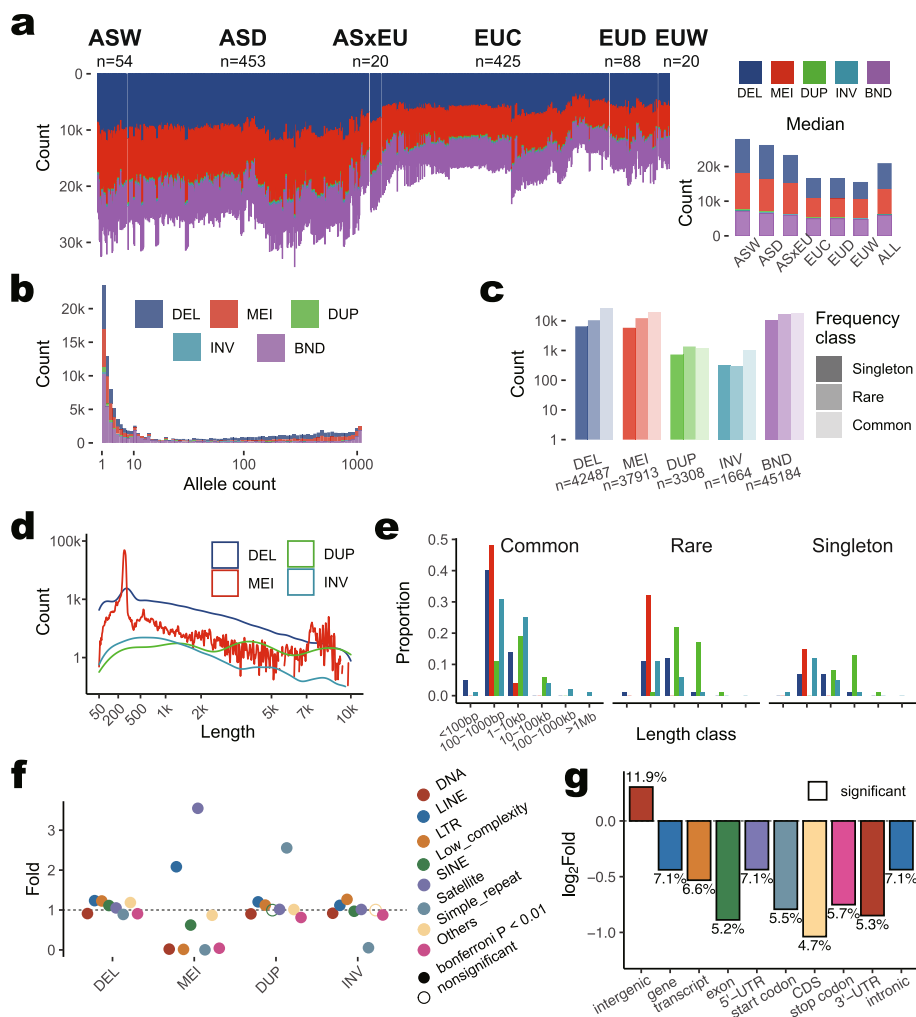 a
ASW ASD ASxEU EUC EUD EUW
n=54 n=453 n=20 n=425 n=88 n=20
0
10k
20k
30k
Count
DEL MEI DUP INV BND
Median
20k
10k
0
Count
ASW ASD ASxEU EUC EUD EUW ALL
b
20k
15k
10k
5k
0
Count
DEL MEI DUP
INV BND
1 10 100 1000
Allele count
c
10k
1k
100
10
1
Count
Frequency
class
Singleton
Rare
Common
DEL MEI DUP INV BND
n=42487 n=37913 n=3308 n=1664 n=45184
d
100k
1k
1
Count
DEL DUP
MEI INV
50 200 500 1k 2k 5k 7k 10k
Length
e
0.5
0.4
0.3
0.2
0.1
0.0
Proportion
Common Rare Singleton
<100bp 100-1000bp 1-10kb 10-100kb 100-1000kb >1Mb
Length class
f
3
2
1
0
Fold
DEL MEI DUP INV
DNA
LINE
LTR
Low_complexity
SINE
Satellite
Simple_repeat
Others
bonferroni P < 0.01
nonsignificant
g
0.0
−0.5
−1.0
log2Fold
significant
11.9%
7.1% 6.6% 5.2% 7.1% 5.5% 4.7% 5.7% 5.3% 7.1%
intergenic gene transcript exon 5'-UTR start codon CDS stop codon 3'-UTR intronic